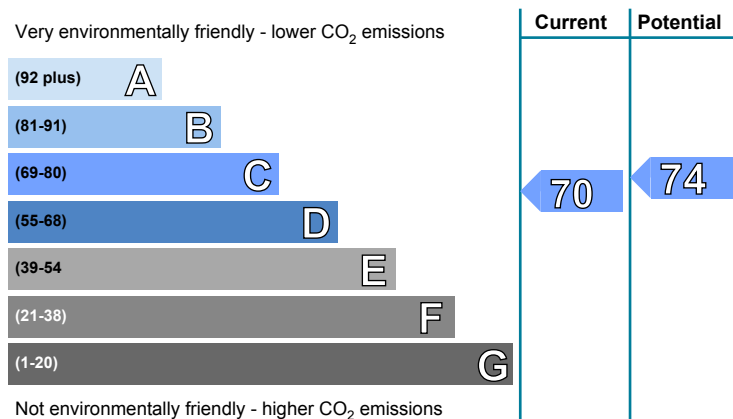 Very environmentally friendly - lower CO2 emissions
Current
Potential
(92 plus) A
(81-91) B
(69-80) C
(55-68) D
(39-54 E
(21-38) F
(1-20) G
70
74
Not environmentally friendly - higher CO2 emissions